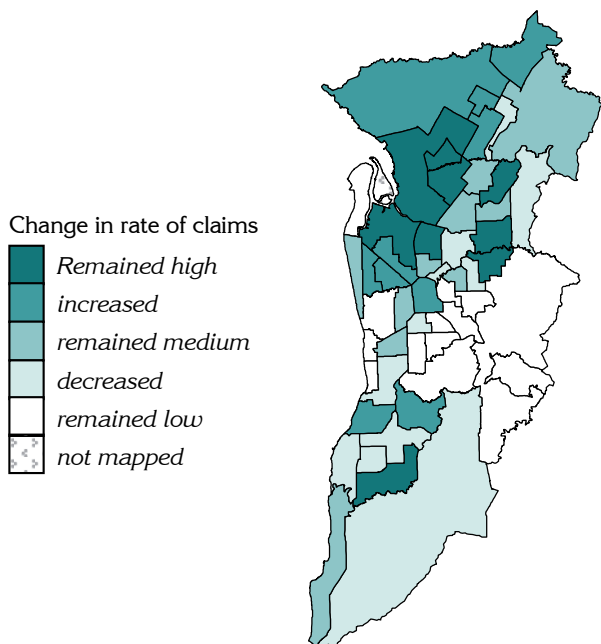 Change in rate of claims
Remained high
increased
remained medium
decreased
remained low
not mapped